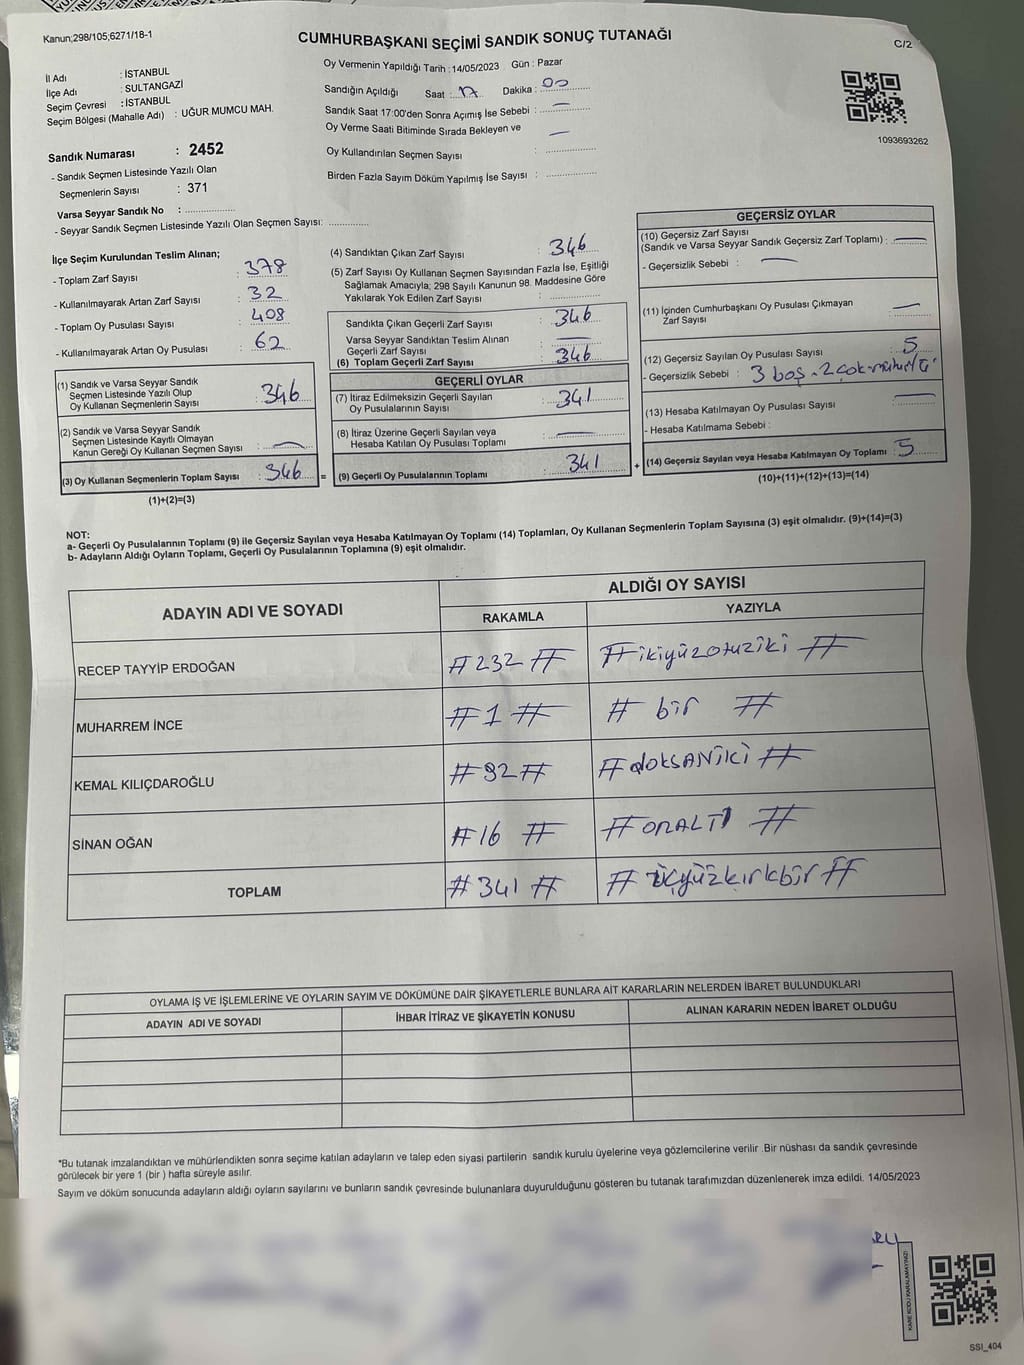 Kanun;298/105;6271/18-1
CUMHURBAŞKANI SEÇİMİ SANDIK SONUÇ TUTANAĞI
C/2
İl Adı : İSTANBUL
İlçe Adı : SULTANGAZİ
Seçim Çevresi : İSTANBUL
Seçim Bölgesi (Mahalle Adı) : UĞUR MUMCU MAH.
Oy Vermenin Yapıldığı Tarih : 14/05/2023 Gün : Pazar
Sandığın Açıldığı Saat : 17 Dakika : 00
Sandık Saat 17:00'den Sonra Açımış İse Sebebi : —
Oy Verme Saati Bitiminde Sırada Bekleyen ve —
Oy Kullandırılan Seçmen Sayısı :
Birden Fazla Sayım Döküm Yapılmış İse Sayısı :
1093693262
Sandık Numarası : 2452
- Sandık Seçmen Listesinde Yazılı Olan
Seçmenlerin Sayısı : 371
Varsa Seyyar Sandık No :
- Seyyar Sandık Seçmen Listesinde Yazılı Olan Seçmen Sayısı:
İlçe Seçim Kurulundan Teslim Alınan;
- Toplam Zarf Sayısı : 378
- Kullanılmayarak Artan Zarf Sayısı : 32
- Toplam Oy Pusulası Sayısı : 408
- Kullanılmayarak Artan Oy Pusulası : 62
(1) Sandık ve Varsa Seyyar Sandık
Seçmen Listesinde Yazılı Olup
Oy Kullanan Seçmenlerin Sayısı : 346
(2) Sandık ve Varsa Seyyar Sandık
Seçmen Listesinde Kayıtlı Olmayan
Kanun Gereği Oy Kullanan Seçmen Sayısı : —
(3) Oy Kullanan Seçmenlerin Toplam Sayısı : 346 =
(1)+(2)=(3)
(4) Sandıktan Çıkan Zarf Sayısı : 346
(5) Zarf Sayısı Oy Kullanan Seçmen Sayısından Fazla İse, Eşitliği
Sağlamak Amacıyla; 298 Sayılı Kanunun 98. Maddesine Göre
Yakılarak Yok Edilen Zarf Sayısı :
Sandıkta Çıkan Geçerli Zarf Sayısı : 346
Varsa Seyyar Sandıktan Teslim Alınan
Geçerli Zarf Sayısı : —
(6) Toplam Geçerli Zarf Sayısı : 346
GEÇERLİ OYLAR
(7) İtiraz Edilmeksizin Geçerli Sayılan
Oy Pusulasının Sayısı : 341
(8) İtiraz Üzerine Geçerli Sayılan veya
Hesaba Katılan Oy Pusulası Toplamı : —
(9) Geçerli Oy Pusulalarının Toplamı : 341 +
GEÇERSİZ OYLAR
(10) Geçersiz Zarf Sayısı
(Sandık ve Varsa Seyyar Sandık Geçersiz Zarf Toplamı) : —
- Geçersizlik Sebebi : —
(11) İçinden Cumhurbaşkanı Oy Pusulası Çıkmayan
Zarf Sayısı : —
(12) Geçersiz Sayılan Oy Pusulası Sayısı : 5
- Geçersizlik Sebebi : 3 boş - 2 çok
(13) Hesaba Katılmayan Oy Pusulası Sayısı : —
- Hesaba Katılmama Sebebi :
(14) Geçersiz Sayılan veya Hesaba Katılmayan Oy Toplamı : 5
(10)+(11)+(12)+(13)=(14)
NOT:
a- Geçerli Oy Pusulalarının Toplamı (9) ile Geçersiz Sayılan veya Hesaba Katılmayan Oy Toplamı (14) Toplamları, Oy Kullanan Seçmenlerin Toplam Sayısına (3) eşit olmalıdır. (9)+(14)=(3)
b- Adayların Aldığı Oyların Toplamı, Geçerli Oy Pusulalarının Toplamına (9) eşit olmalıdır.
ADAYIN ADI VE SOYADI
ALDIĞI OY SAYISI
RAKAMLA YAZIYLA
RECEP TAYYİP ERDOĞAN # 232 # # ikiyüzotuziki #
MUHARREM İNCE # 1 # # bir #
KEMAL KILIÇDAROĞLU # 92 # # doksaniki #
SİNAN OĞAN # 16 # # ONALTI #
TOPLAM # 341 # # üçyüzkırkbir #
OYLAMA İŞ VE İŞLEMLERİNE VE OYLARIN SAYIM VE DÖKÜMÜNE DAİR ŞİKAYETLERLE BUNLARA AİT KARARLARIN NELERDEN İBARET BULUNDUKLARI
ADAYIN ADI VE SOYADI İHBAR İTİRAZ VE ŞİKAYETİN KONUSU ALINAN KARARIN NEDEN İBARET OLDUĞU
*Bu tutanak imzalandıktan ve mühürlendikten sonra seçime katılan adayların ve talep eden siyasi partilerin sandık kurulu üyelerine veya gözlemcilerine verilir. Bir nüshası da sandık çevresinde
görülecek bir yere 1 (bir ) hafta süreyle asılır.
Sayım ve döküm sonucunda adayların aldığı oyların sayılarını ve bunların sandık çevresinde bulunanlara duyurulduğunu gösteren bu tutanak tarafımızdan düzenlenerek imza edildi. 14/05/2023
KARE KODU KARALAMAYINIZ!
SSI_404